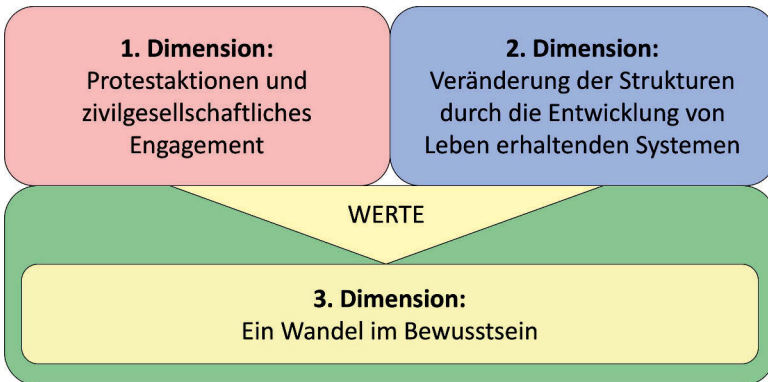 1. Dimension:
Protestaktionen und
zivilgesellschaftliches
Engagement
2. Dimension:
Veränderung der Strukturen
durch die Entwicklung von
Leben erhaltenden Systemen
WERTE
3. Dimension:
Ein Wandel im Bewusstsein